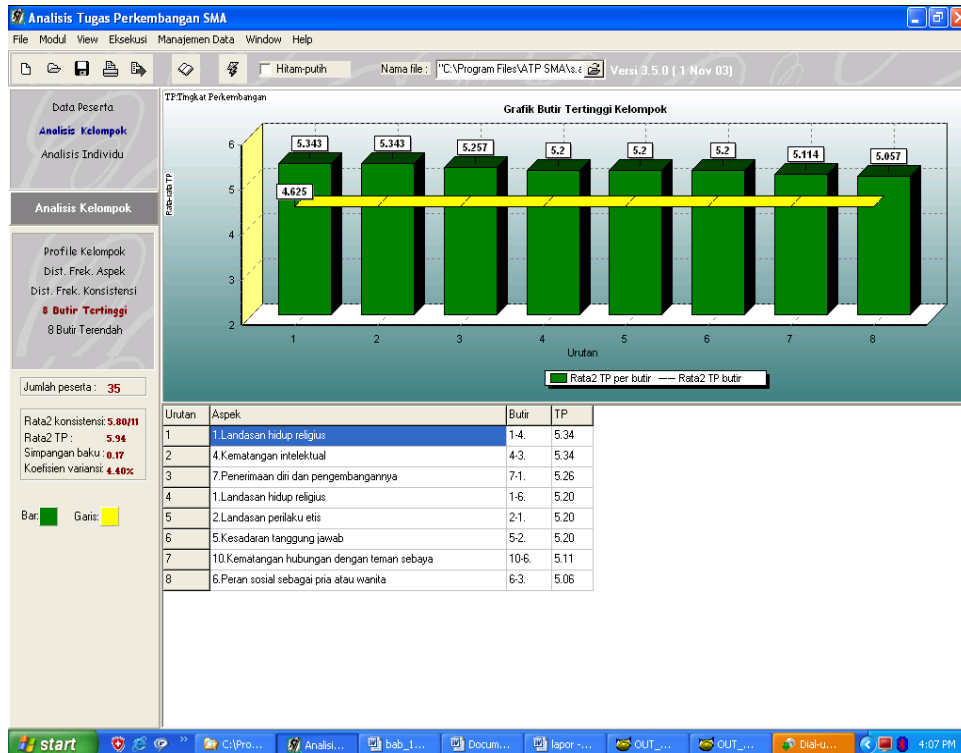 Analisis Tugas Perkembangan SMA
File Modul View Eksekusi Manajemen Data Window Help
Hitam-putih Nama file : "C:\Program Files\ATP SMA\s.a Versi 3.5.0 ( 1 Nov 03)
Data Peserta
Analisis Kelompok
Analisis Individu
Analisis Kelompok
Profile Kelompok
Dist. Frek. Aspek
Dist. Frek. Konsistensi
8 Butir Tertinggi
8 Butir Terendah
Jumlah peserta : 35
Rata2 konsistensi: 5.80/11
Rata2 TP : 5.94
Simpangan baku : 0.17
Koefisien variansi: 4.40%
Bar: Garis:
TP:Tingkat Perkembangan
Grafik Butir Tertinggi Kelompok
Rata-rata TP
6
5
4
3
2
5.343 5.343 5.257 5.2 5.2 5.2 5.114 5.057
4.625
1 2 3 4 5 6 7 8
Urutan
Rata2 TP per butir Rata2 TP butir
Urutan Aspek Butir TP
1 1.Landasan hidup religius 1-4. 5.34
2 4.Kematangan intelektual 4-3. 5.34
3 7.Penerimaan diri dan pengembangannya 7-1. 5.26
4 1.Landasan hidup religius 1-6. 5.20
5 2.Landasan perilaku etis 2-1. 5.20
6 5.Kesadaran tanggung jawab 5-2. 5.20
7 10.Kematangan hubungan dengan teman sebaya 10-6. 5.11
8 6.Peran sosial sebagai pria atau wanita 6-3. 5.06
start » C:\Pro... Analisi... bab_1... Docum... lapor -... OUT_... OUT_... Dial-u... 4:07 PM